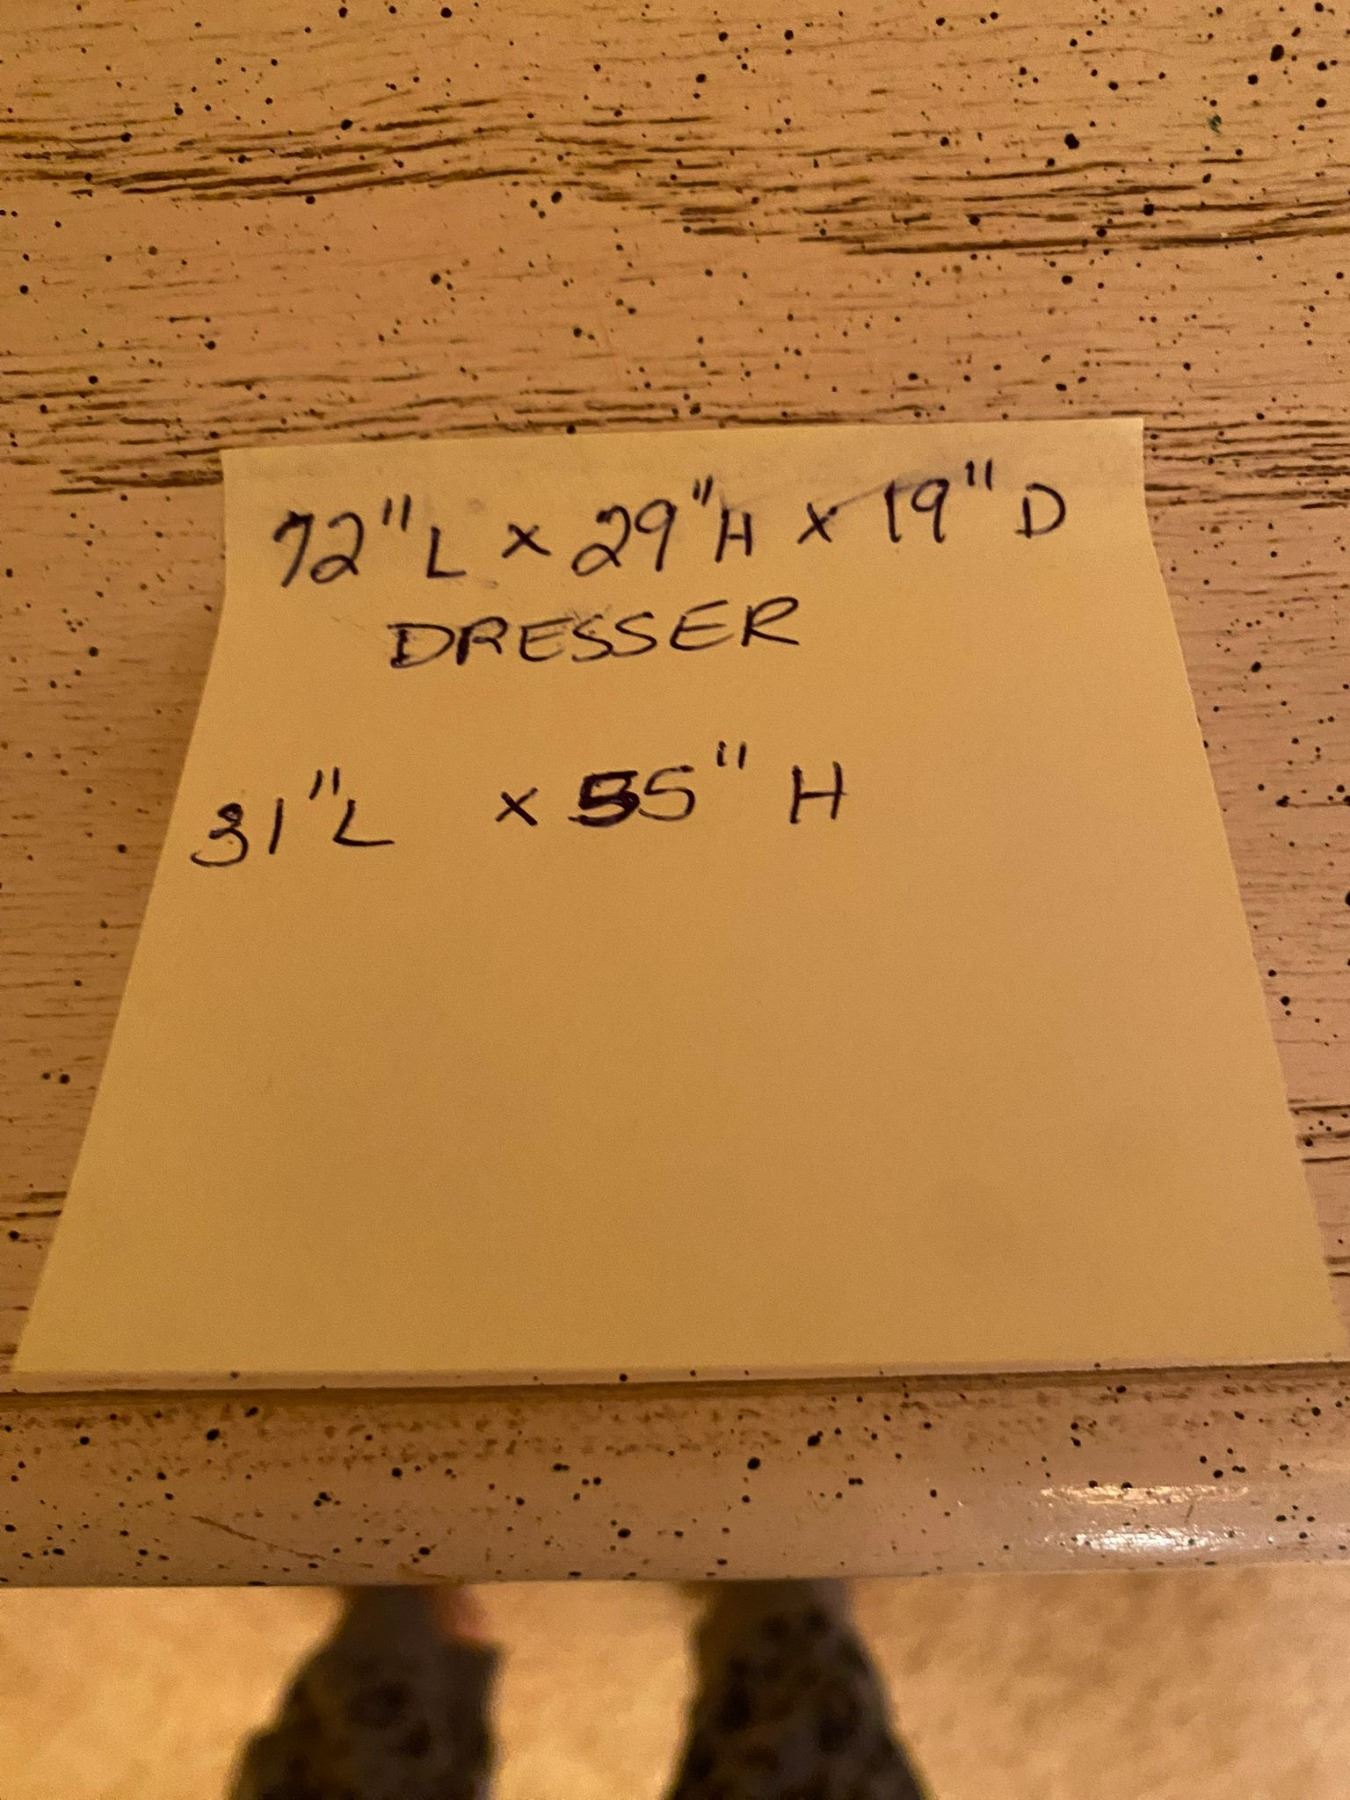 72" L x 29" H x 19" D
DRESSER
31" L x 55" H